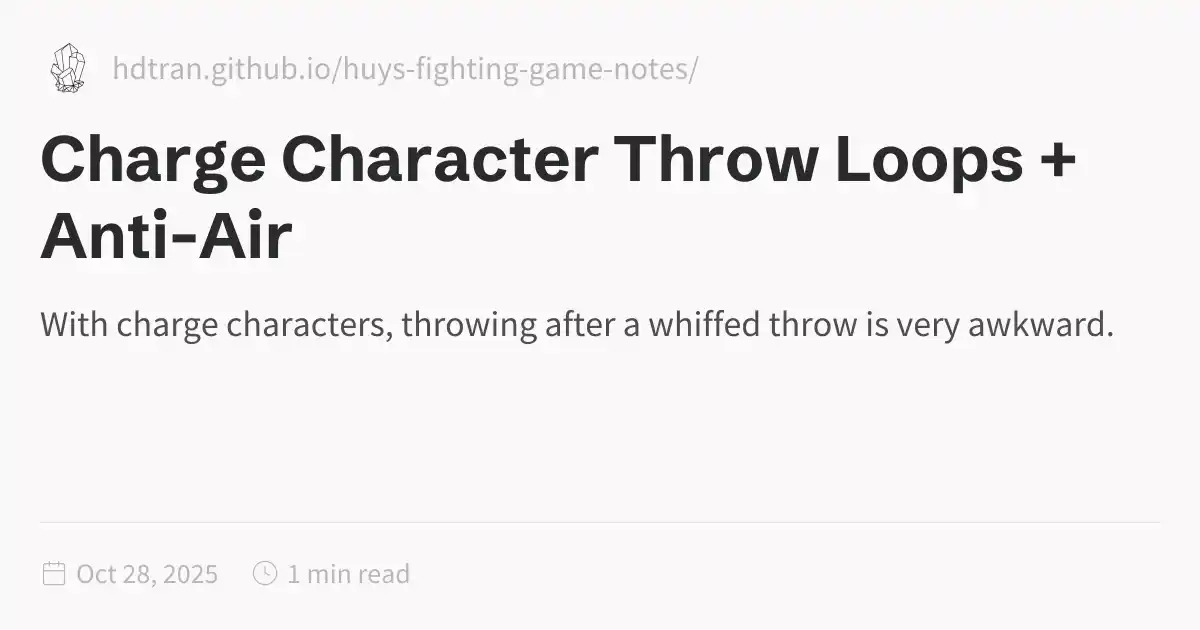 hdtran.github.io/huys-fighting-game-notes/
Charge Character Throw Loops +
Anti-Air
With charge characters, throwing after a whiffed throw is very awkward.
Oct 28, 2025
1 min read